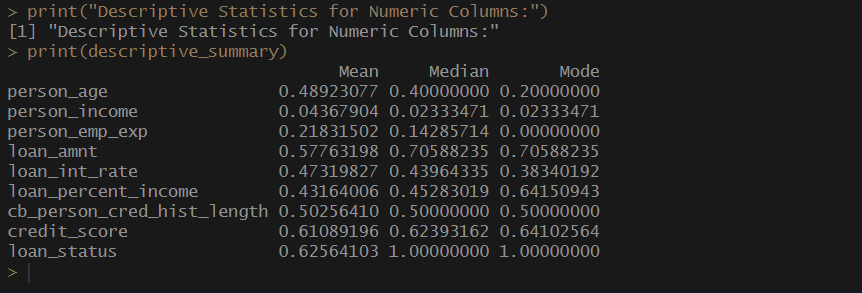 > print("Descriptive Statistics for Numeric Columns:")
[1] "Descriptive Statistics for Numeric Columns:"
> print(descriptive_summary)
                                Mean     Median       Mode
person_age                0.48923077 0.40000000 0.20000000
person_income             0.04367904 0.02333471 0.02333471
person_emp_exp            0.21831502 0.14285714 0.00000000
loan_amnt                 0.57763198 0.70588235 0.70588235
loan_int_rate             0.47319827 0.43964335 0.38340192
loan_percent_income       0.43164006 0.45283019 0.64150943
cb_person_cred_hist_length 0.50256410 0.50000000 0.50000000
credit_score              0.61089196 0.62393162 0.64102564
loan_status               0.62564103 1.00000000 1.00000000
>